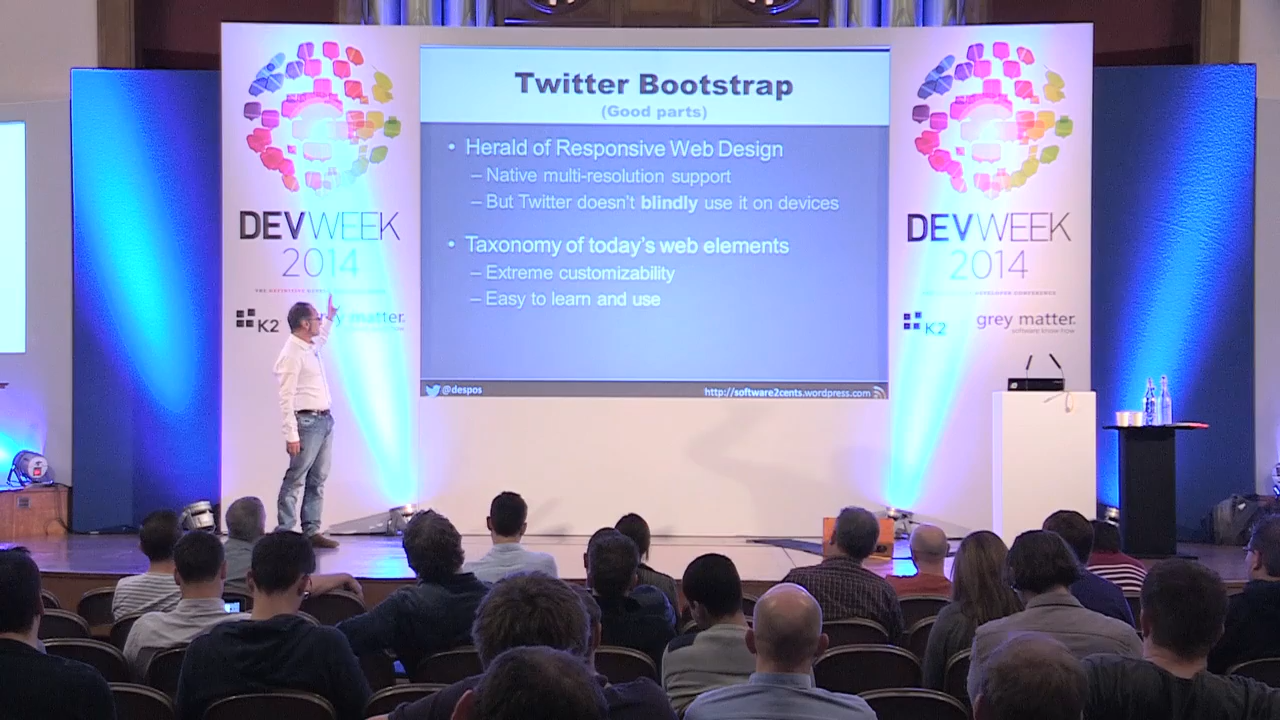 Twitter Bootstrap
(Good parts)
• Herald of Responsive Web Design
– Native multi-resolution support
– But Twitter doesn't blindly use it on devices
• Taxonomy of today's web elements
– Extreme customizability
– Easy to learn and use
@despos
http://software2cents.wordpress.com
DEVWEEK
2014
K2
grey matter.
DEVWEEK
2014
K2
grey matter.
software know-how